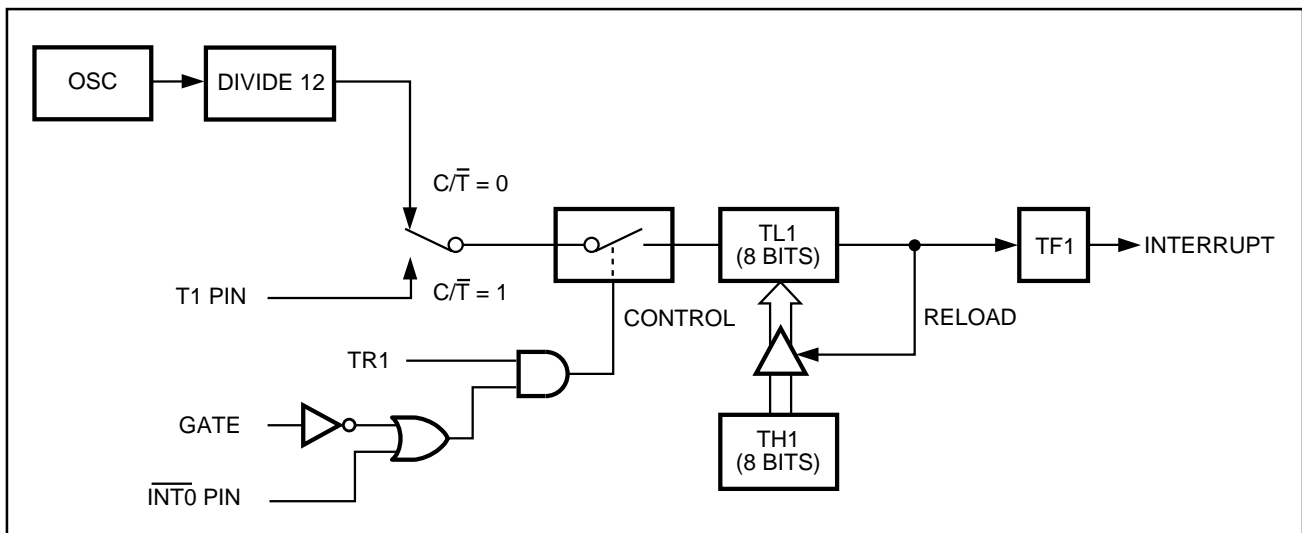 OSC
DIVIDE 12
C/T̅ = 0
TL1
(8 BITS)
TF1
INTERRUPT
T1 PIN
C/T̅ = 1
CONTROL
RELOAD
TR1
GATE
TH1
(8 BITS)
I̅N̅T̅0̅ PIN